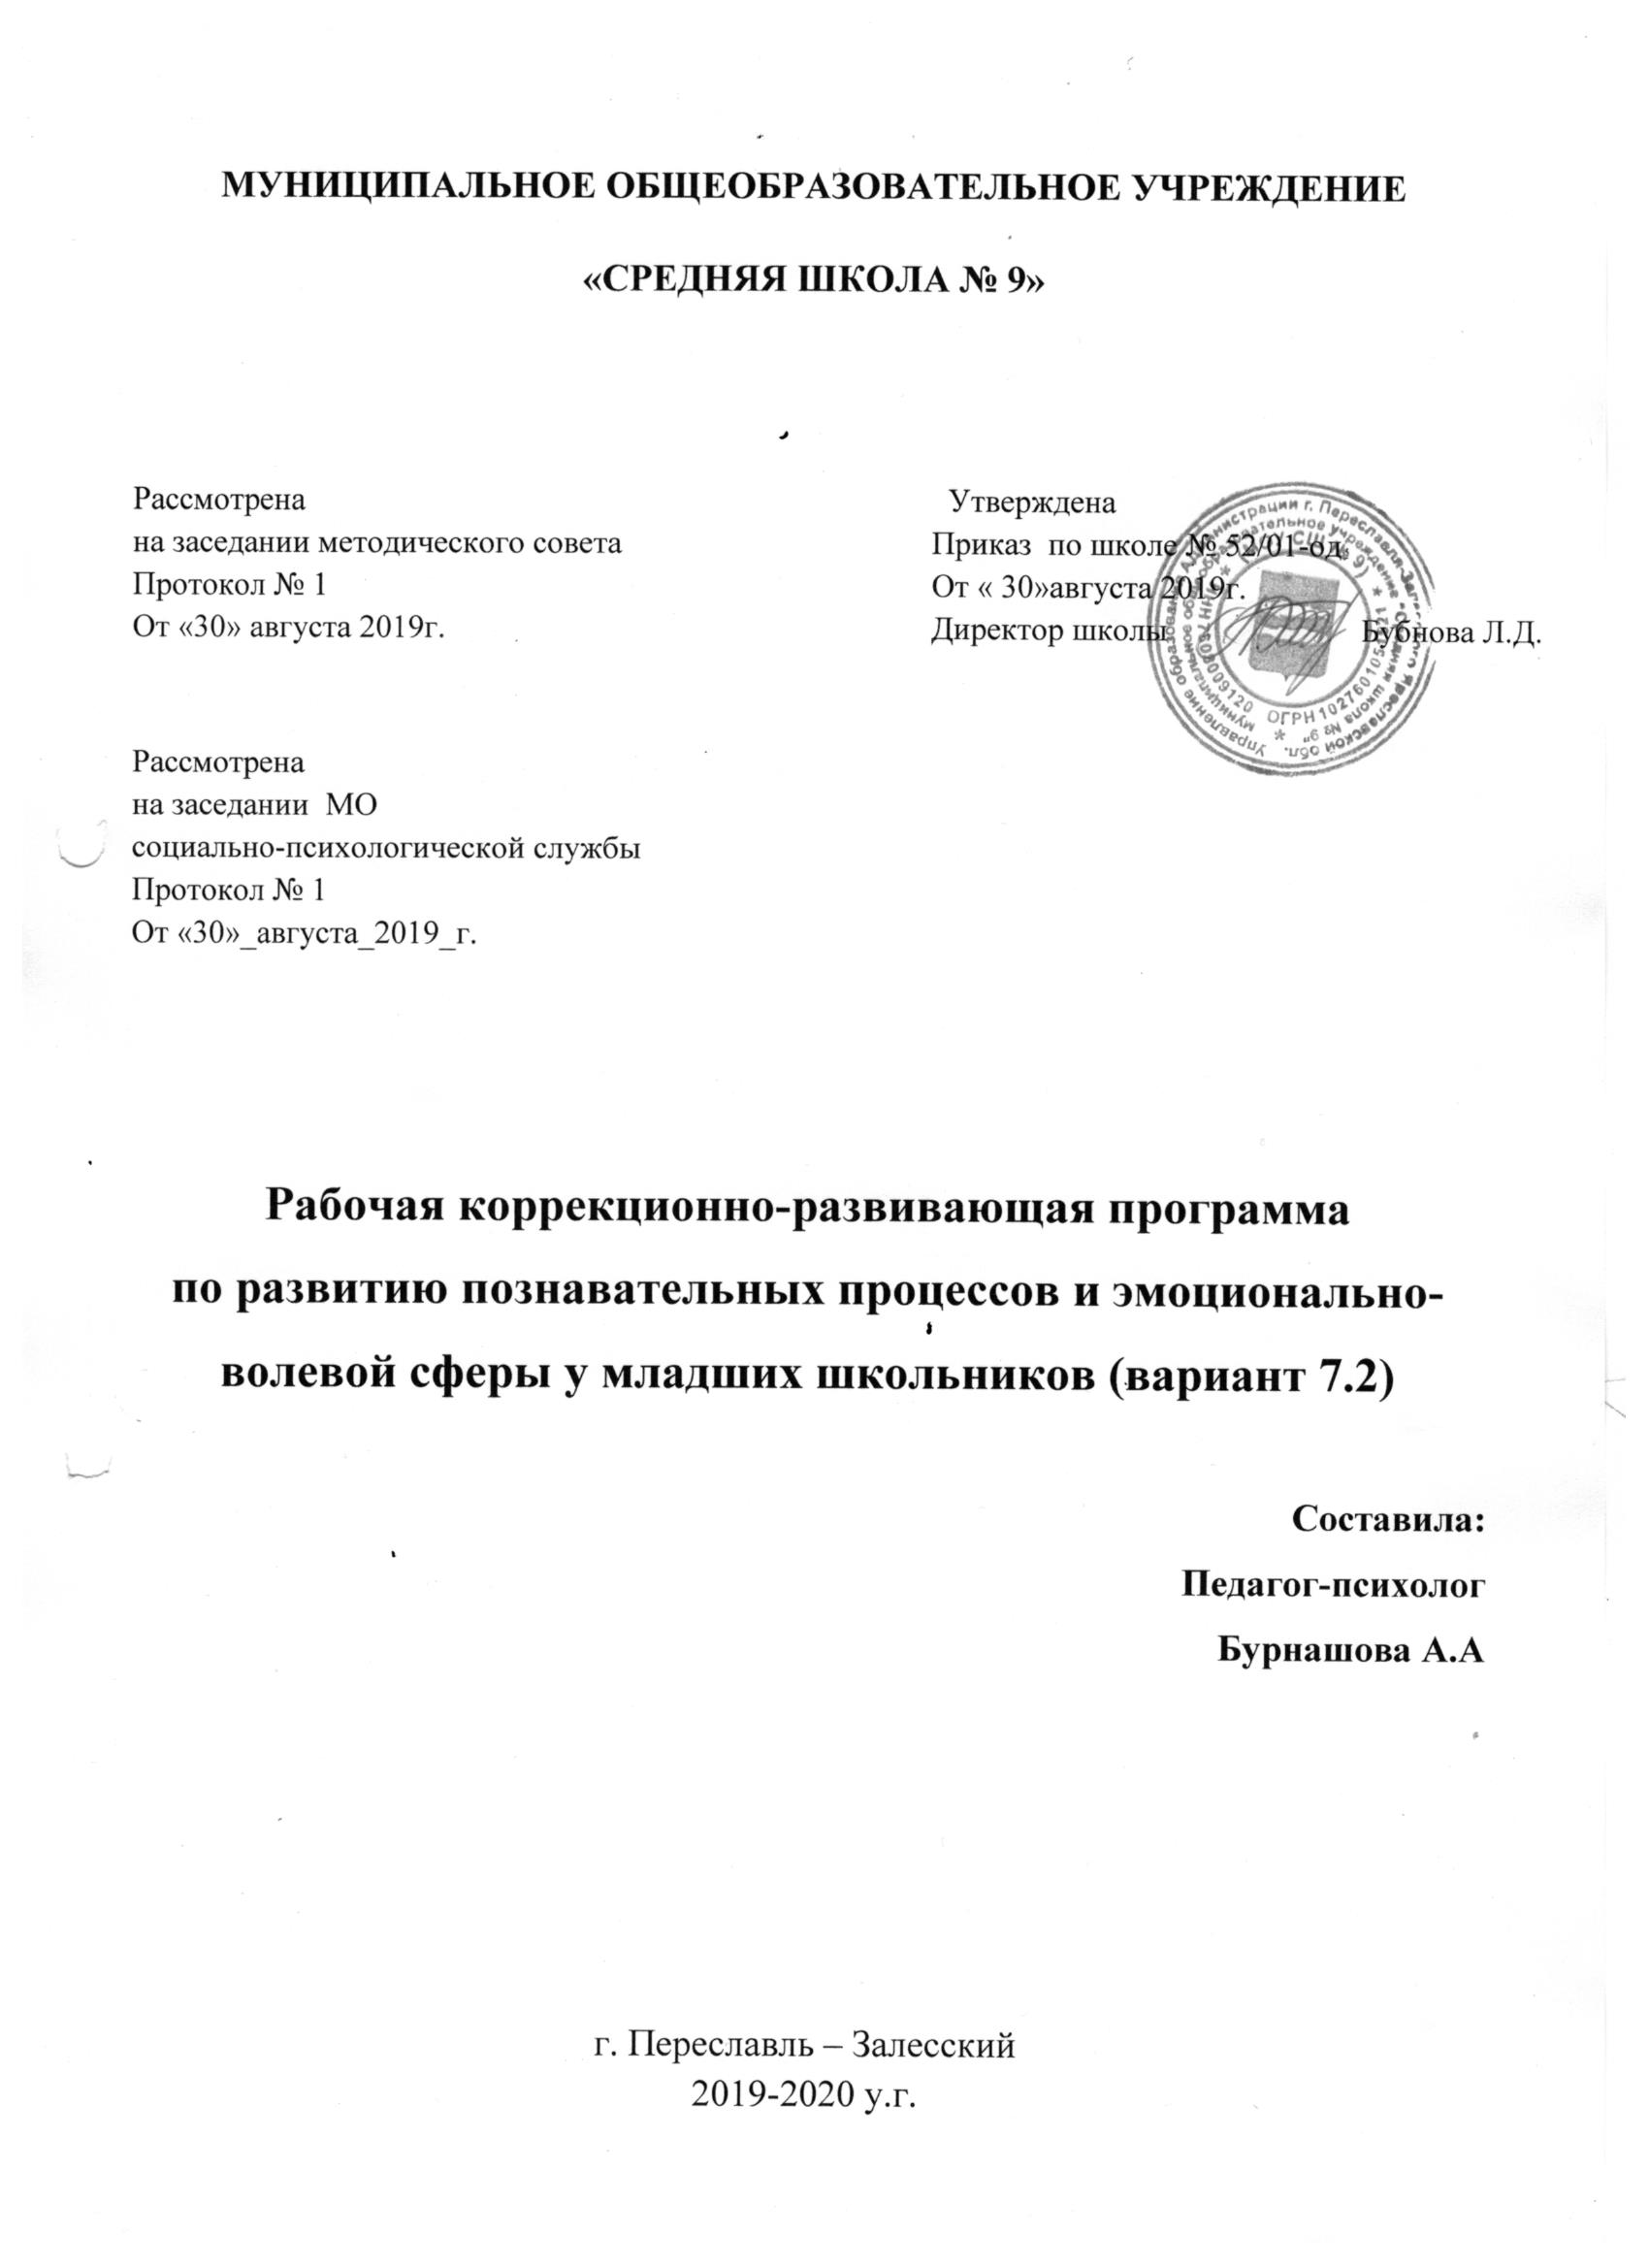 МУНИЦИПАЛЬНОЕ ОБЩЕОБРАЗОВАТЕЛЬНОЕ УЧРЕЖДЕНИЕ
«СРЕДНЯЯ ШКОЛА № 9»
Рассмотрена
на заседании методического совета
Протокол № 1
От «30» августа 2019г.
Утверждена
Приказ по школе № 52/01-од
От « 30»августа 2019г.
Директор школы Бубнова Л.Д.
Рассмотрена
на заседании МО
социально-психологической службы
Протокол № 1
От «30»_августа_2019_г.
Рабочая коррекционно-развивающая программа
по развитию познавательных процессов и эмоционально-
волевой сферы у младших школьников (вариант 7.2)
Составила:
Педагог-психолог
Бурнашова А.А
г. Переславль – Залесский
2019-2020 у.г.